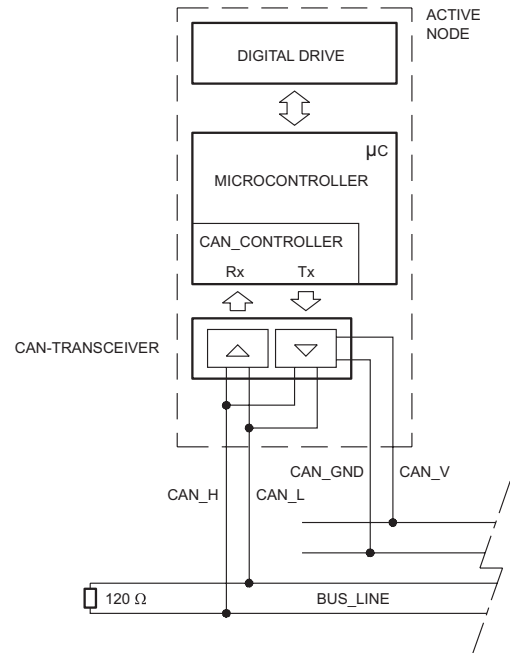 ACTIVE
NODE
DIGITAL DRIVE
μC
MICROCONTROLLER
CAN_CONTROLLER
Rx Tx
CAN-TRANSCEIVER
CAN_GND CAN_V
CAN_H CAN_L
120 Ω BUS_LINE